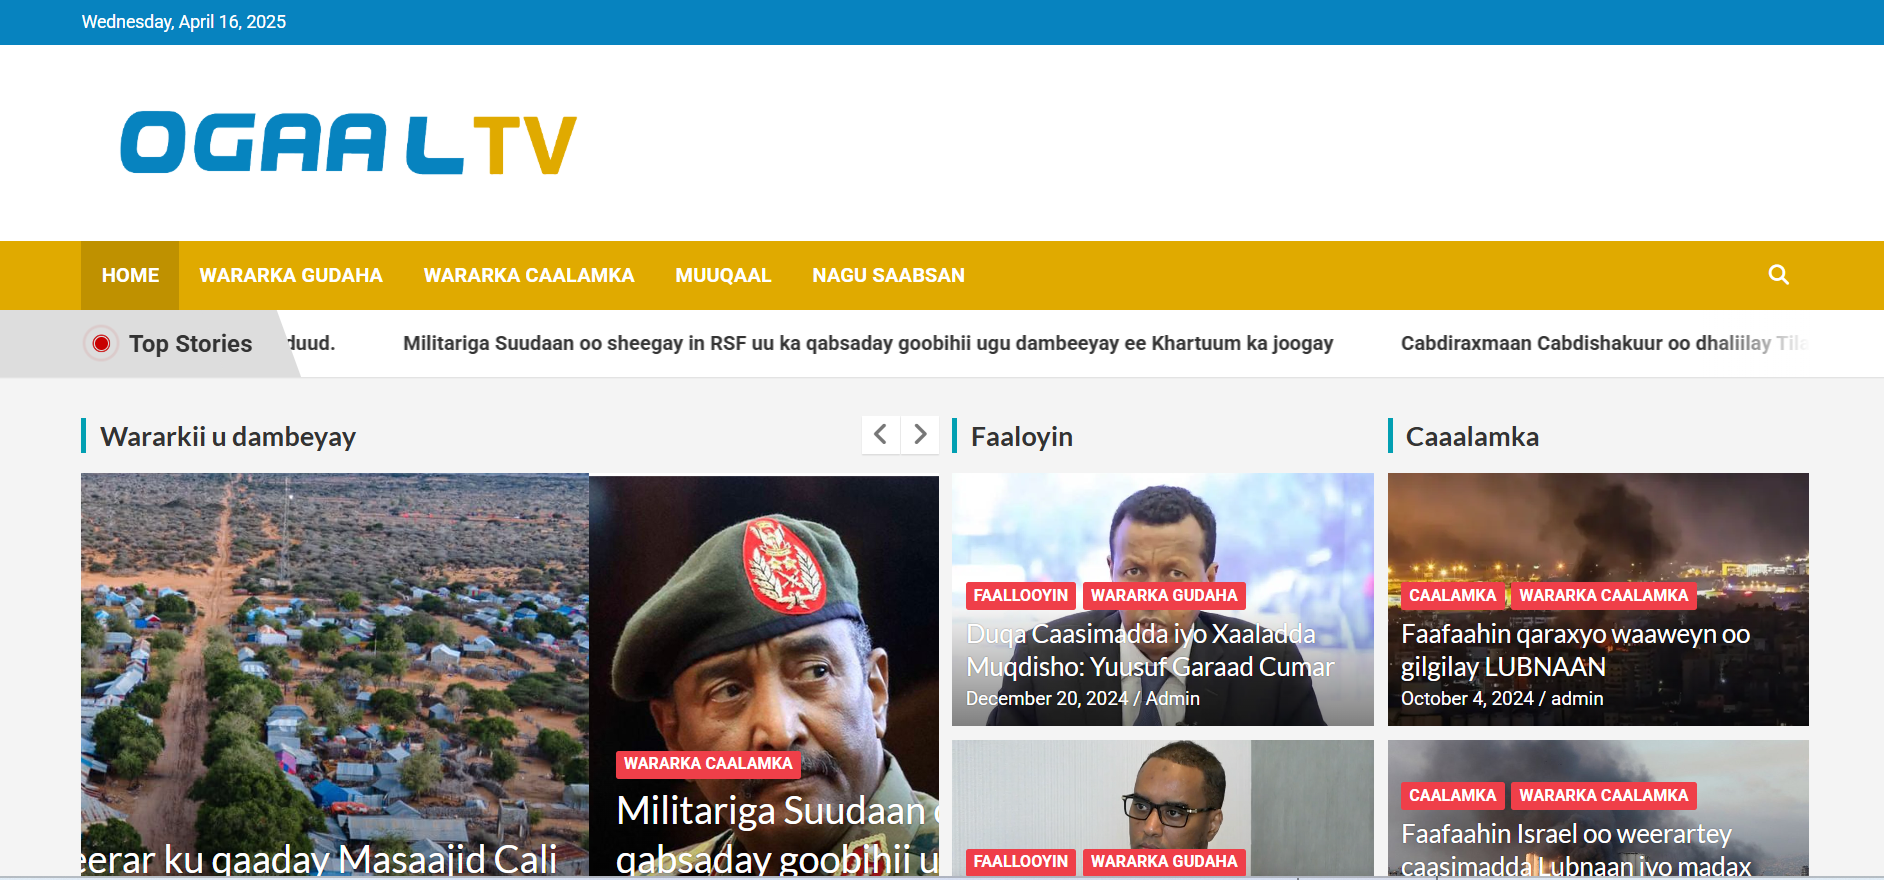 Wednesday, April 16, 2025
OGAAL TV
HOME WARARKA GUDAHA WARARKA CAALAMKA MUUQAAL NAGU SAABSAN
Top Stories duud. Militariga Suudaan oo sheegay in RSF uu ka qabsaday goobihii ugu dambeeyay ee Khartuum ka joogay Cabdiraxmaan Cabdishakuur oo dhaliilay Tila
Wararkii u dambeyay
eerar ku qaaday Masaajid Cali
WARARKA CAALAMKA
Militariga Suudaan
qabsaday goobihii u
Faaloyin
FAALLOOYIN WARARKA GUDAHA
Duqa Caasimadda iyo Xaaladda
Muqdisho: Yuusuf Garaad Cumar
December 20, 2024 / Admin
FAALLOOYIN WARARKA GUDAHA
Caaalamka
CAALAMKA WARARKA CAALAMKA
Faafaahin qaraxyo waaweyn oo
gilgilay LUBNAAN
October 4, 2024 / admin
CAALAMKA WARARKA CAALAMKA
Faafaahin Israel oo weerartey
caasimadda Lubnaan iyo madax